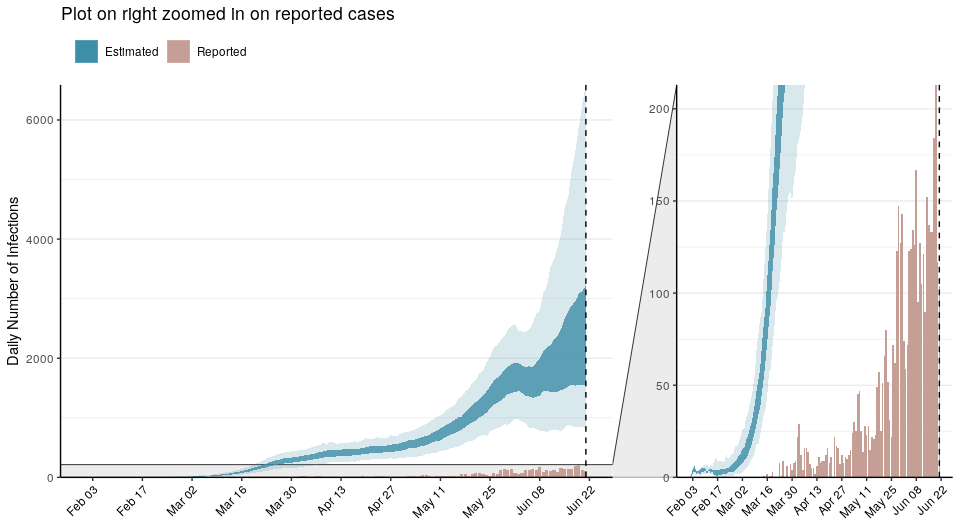 Plot on right zoomed in on reported cases
Estimated
Reported
Daily Number of Infections
6000
4000
2000
0
Feb 03
Feb 17
Mar 02
Mar 16
Mar 30
Apr 13
Apr 27
May 11
May 25
Jun 08
Jun 22
200
150
100
50
0
Feb 03
Feb 17
Mar 02
Mar 16
Mar 30
Apr 13
Apr 27
May 11
May 25
Jun 08
Jun 22